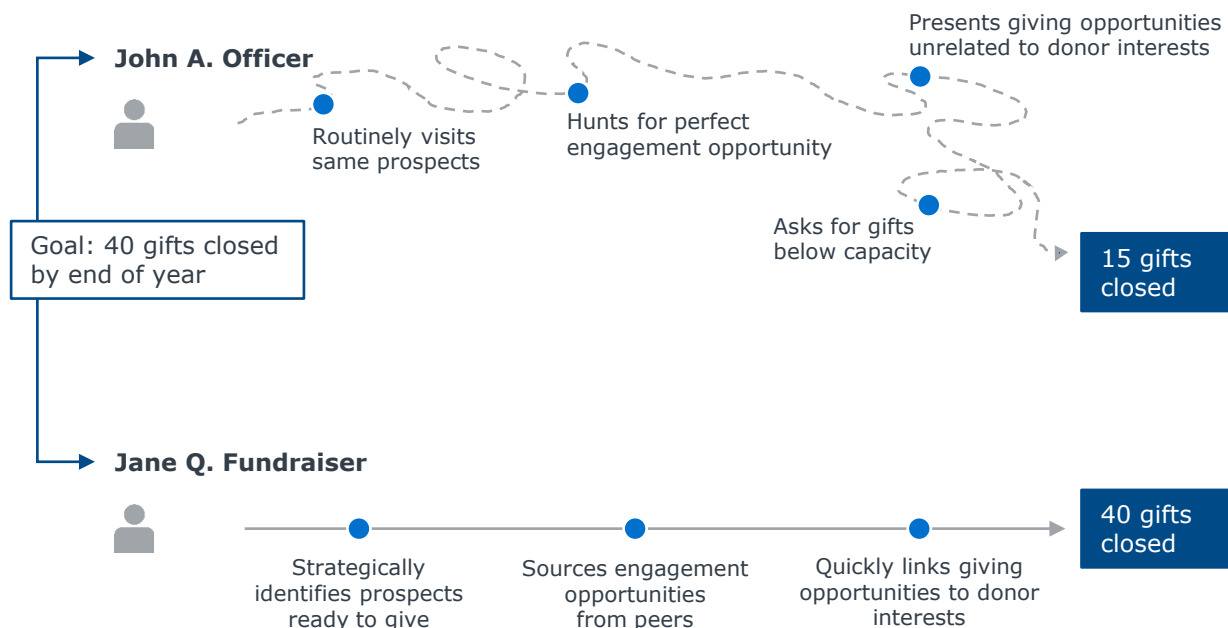 Presents giving opportunities
unrelated to donor interests
John A. Officer
Routinely visits
same prospects
Hunts for perfect
engagement opportunity
Asks for gifts
below capacity
Goal: 40 gifts closed
by end of year
15 gifts
closed
Jane Q. Fundraiser
40 gifts
closed
Strategically
identifies prospects
ready to give
Sources engagement
opportunities
from peers
Quickly links giving
opportunities to donor
interests